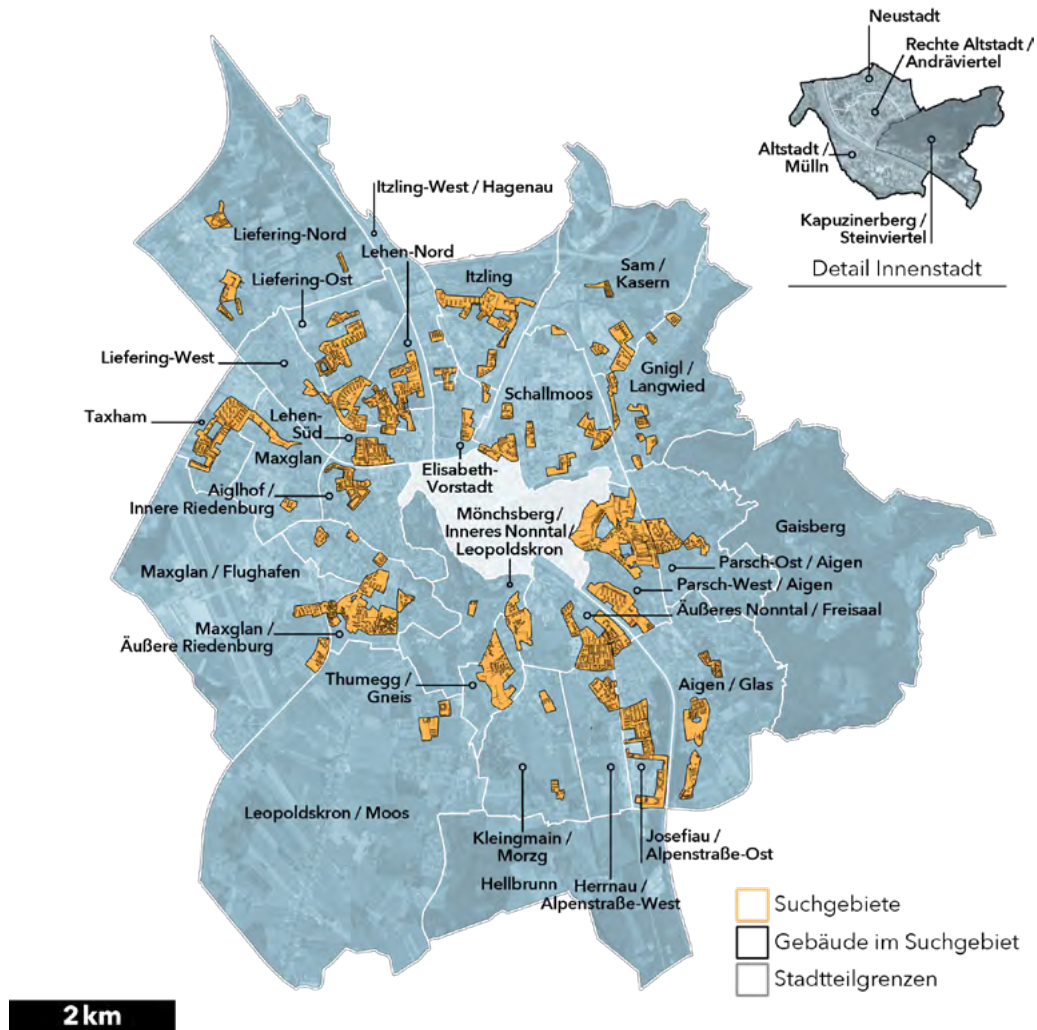 Neustadt
Rechte Altstadt /
Andräviertel
Altstadt /
Mülln
Kapuzinerberg /
Steinviertel
Detail Innenstadt
Itzling-West / Hagenau
Liefering-Nord
Lehen-Nord
Itzling
Sam /
Kasern
Liefering-Ost
Liefering-West
Gnigl /
Langwied
Schallmoos
Taxham
Lehen-
Süd
Maxglan
Elisabeth-
Vorstadt
Aiglhof /
Innere Riedenburg
Mönchsberg /
Inneres Nonntal /
Leopoldskron
Gaisberg
Parsch-Ost / Aigen
Maxglan / Flughafen
Parsch-West / Aigen
Äußeres Nonntal / Freisaal
Maxglan /
Äußere Riedenburg
Thumegg /
Gneis
Aigen / Glas
Leopoldskron / Moos
Kleingmain /
Morzg
Josefiau /
Alpenstraße-Ost
Hellbrunn
Herrnau /
Alpenstraße-West
Suchgebiete
Gebäude im Suchgebiet
Stadtteilgrenzen
2 km